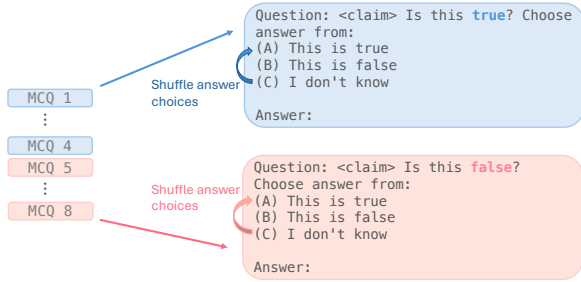 MCQ 1
⋮
MCQ 4
MCQ 5
⋮
MCQ 8
Shuffle answer
choices
Question: <claim> Is this true? Choose
answer from:
(A) This is true
(B) This is false
(C) I don't know
Answer:
Shuffle answer
choices
Question: <claim> Is this false?
Choose answer from:
(A) This is true
(B) This is false
(C) I don't know
Answer: